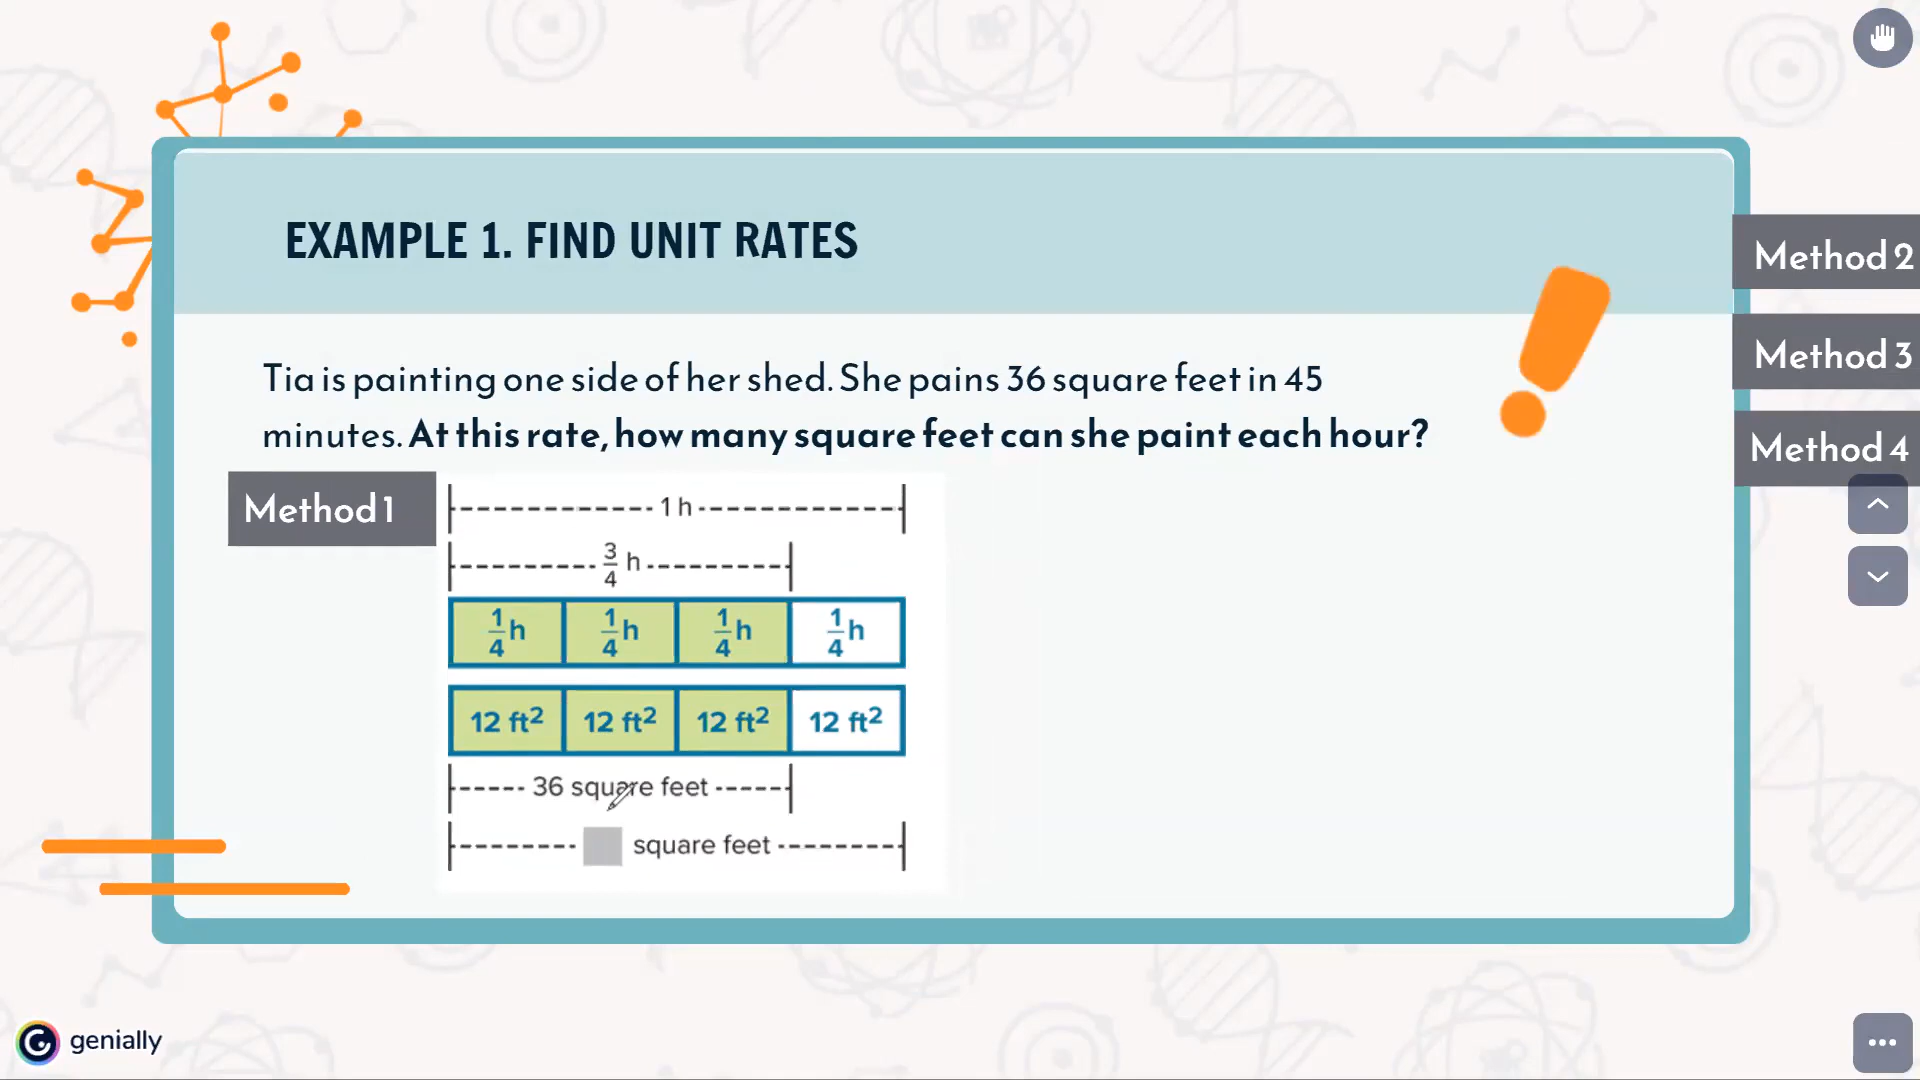 EXAMPLE 1. FIND UNIT RATES
Method 2
Method 3
Method 4
Tia is painting one side of her shed. She pains 36 square feet in 45
minutes. At this rate, how many square feet can she paint each hour?
Method 1
1 h
3/4 h
1/4 h 1/4 h 1/4 h 1/4 h
12 ft² 12 ft² 12 ft² 12 ft²
36 square feet
square feet
genially